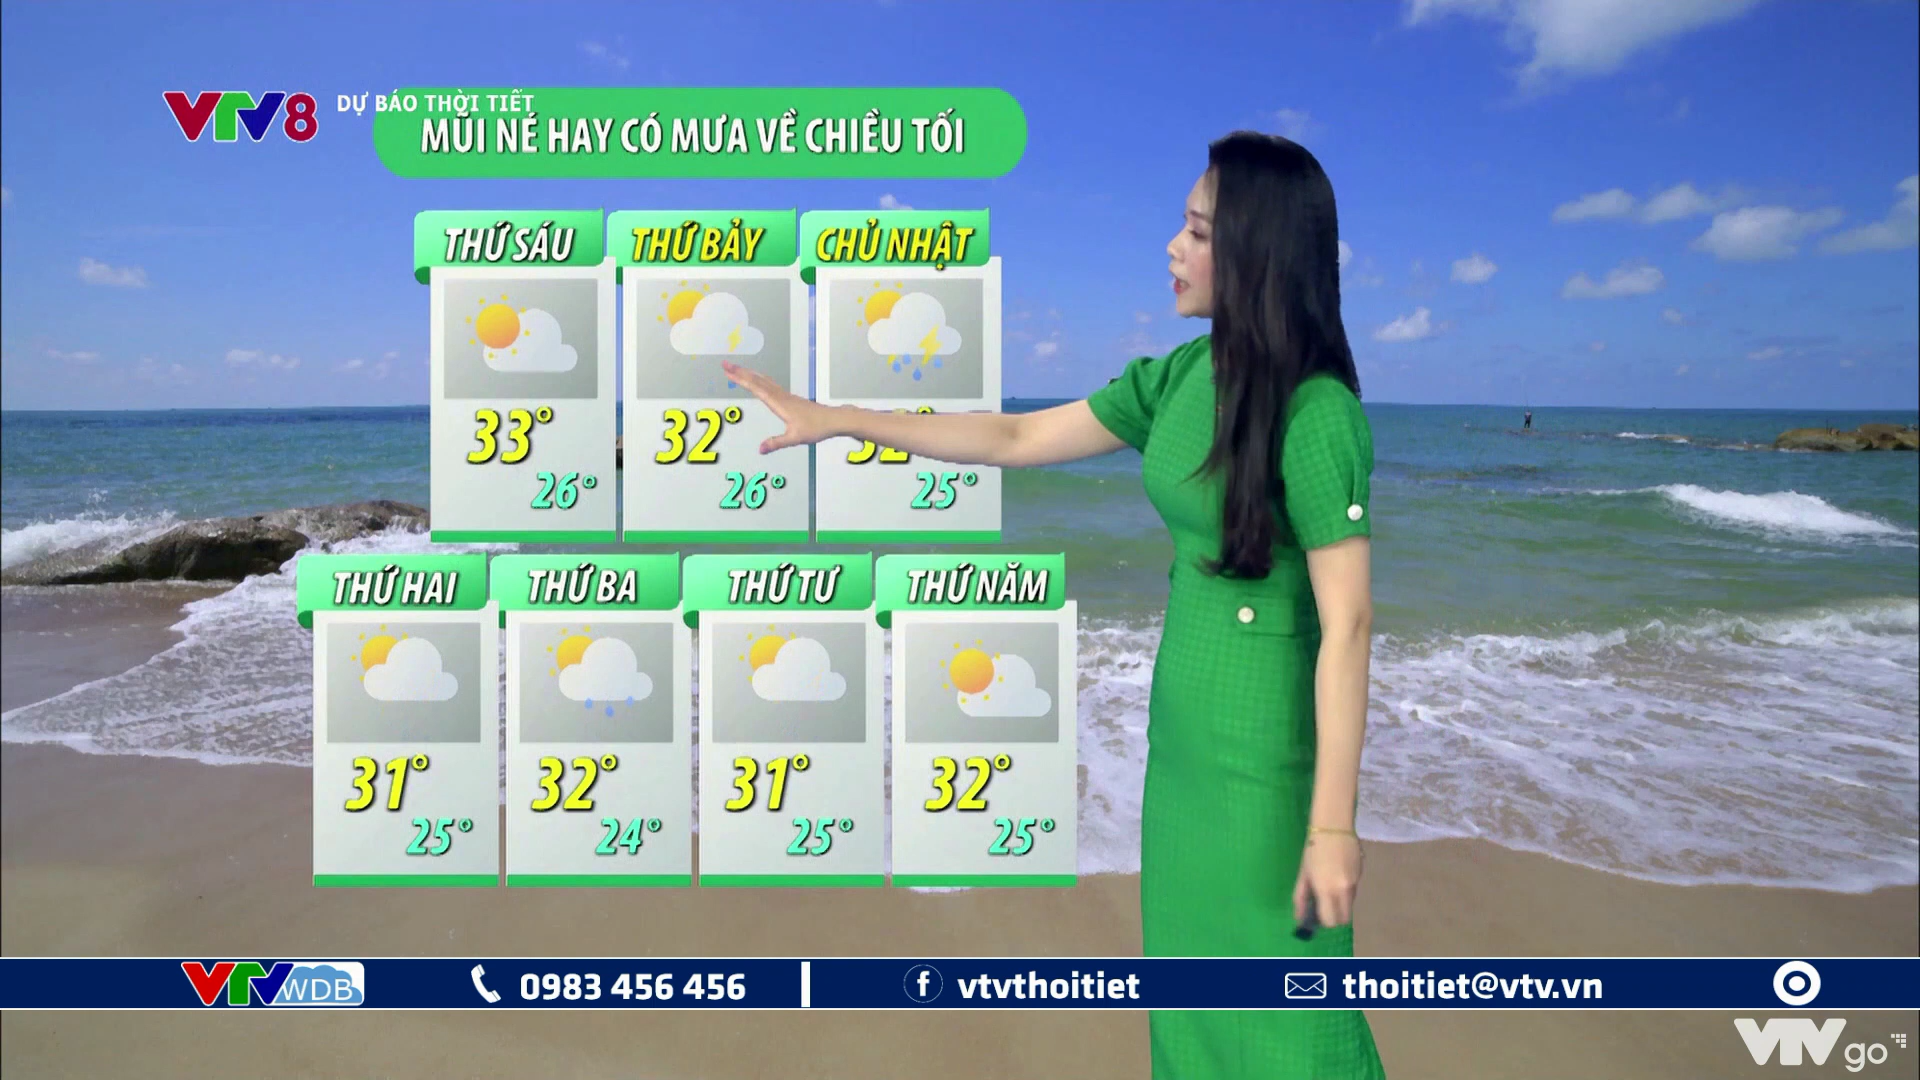 VTV8
DỰ BÁO THỜI TIẾT
MŨI NÉ HAY CÓ MƯA VỀ CHIỀU TỐI
THỨ SÁU
THỨ BẢY
CHỦ NHẬT
33°
32°
26°
26°
25°
THỨ HAI
THỨ BA
THỨ TƯ
THỨ NĂM
31°
32°
31°
32°
25°
24°
25°
25°
VTV WDB
0983 456 456
vtvthoitiet
thoitiet@vtv.vn
VTV go